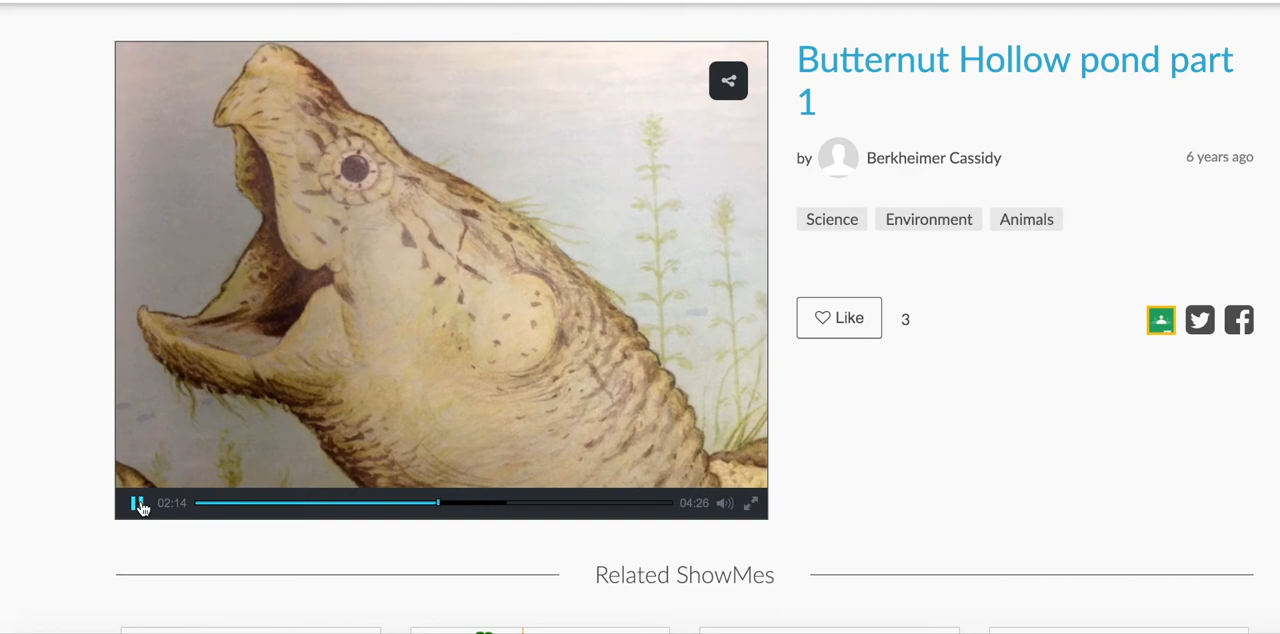 Butternut Hollow pond part
1
by Berkheimer Cassidy 6 years ago
Science Environment Animals
Like 3
02:14 04:26
Related ShowMes